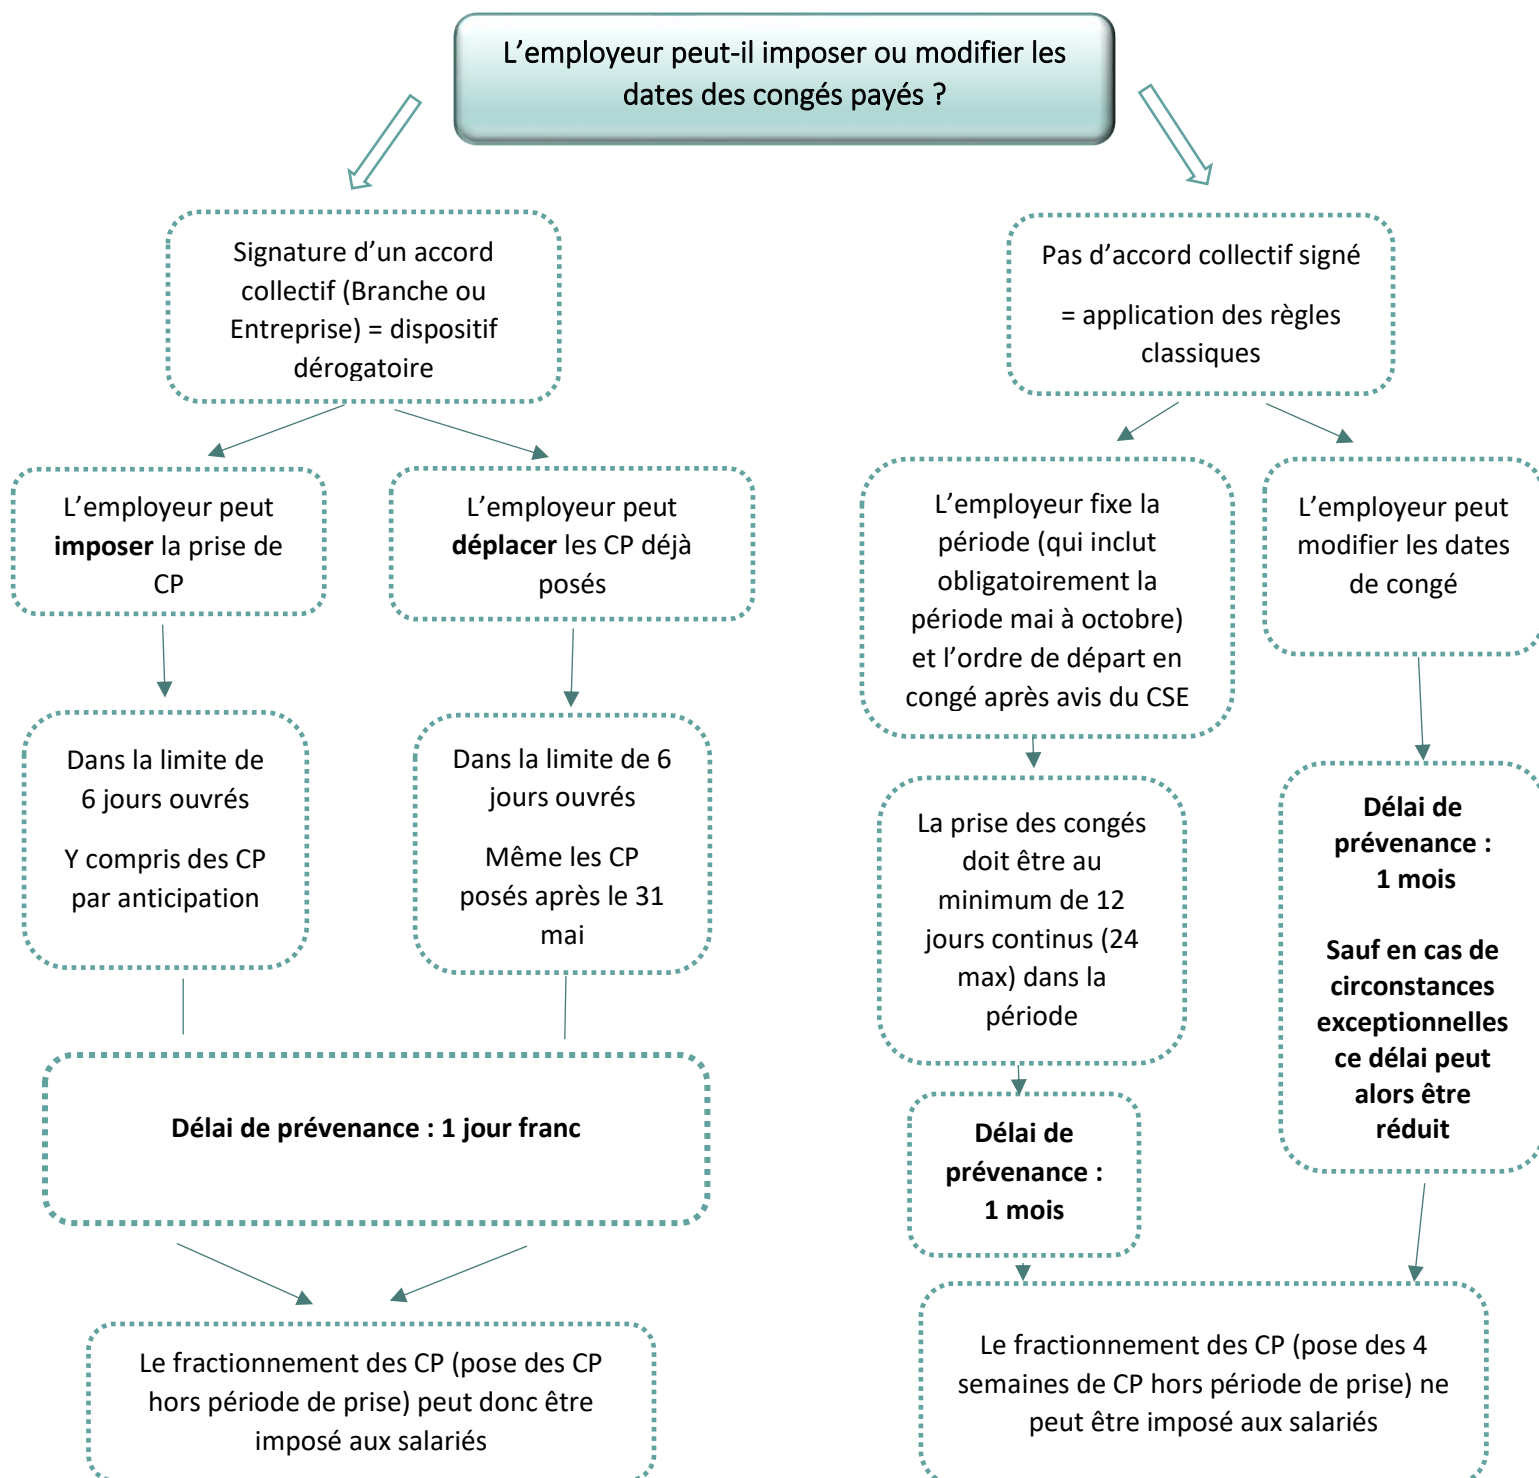 L’employeur peut-il imposer ou modifier les
dates des congés payés ?
Signature d’un accord
collectif (Branche ou
Entreprise) = dispositif
dérogatoire
Pas d’accord collectif signé
= application des règles
classiques
L’employeur peut
imposer la prise de
CP
L’employeur peut
déplacer les CP déjà
posés
L’employeur fixe la
période (qui inclut
obligatoirement la
période mai à octobre)
et l’ordre de départ en
congé après avis du CSE
L’employeur peut
modifier les dates
de congé
Dans la limite de
6 jours ouvrés
Y compris des CP
par anticipation
Dans la limite de 6
jours ouvrés
Même les CP
posés après le 31
mai
La prise des congés
doit être au
minimum de 12
jours continus (24
max) dans la
période
Délai de
prévenance :
1 mois
Sauf en cas de
circonstances
exceptionnelles
ce délai peut
alors être
réduit
Délai de prévenance : 1 jour franc
Délai de
prévenance :
1 mois
Le fractionnement des CP (pose des CP
hors période de prise) peut donc être
imposé aux salariés
Le fractionnement des CP (pose des 4
semaines de CP hors période de prise) ne
peut être imposé aux salariés